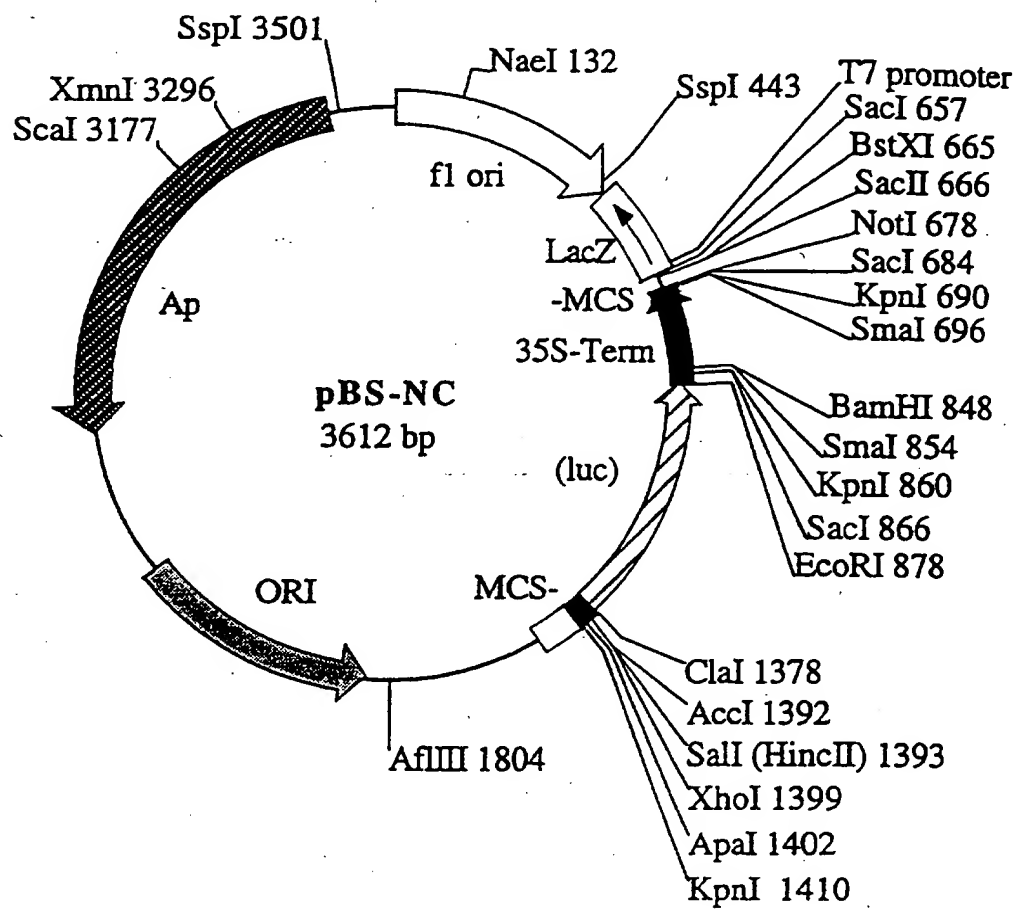 SspI 3501
NaeI 132
XmnI 3296
ScaI 3177
SspI 443
T7 promoter
SacI 657
BstXI 665
SacII 666
NotI 678
SacI 684
KpnI 690
SmaI 696
f1 ori
LacZ
-MCS
35S-Term
Ap
pBS-NC
3612 bp
(luc)
BamHI 848
SmaI 854
KpnI 860
SacI 866
EcoRI 878
ORI
MCS-
ClaI 1378
AccI 1392
SalI (HincII) 1393
XhoI 1399
ApaI 1402
KpnI 1410
AflIII 1804